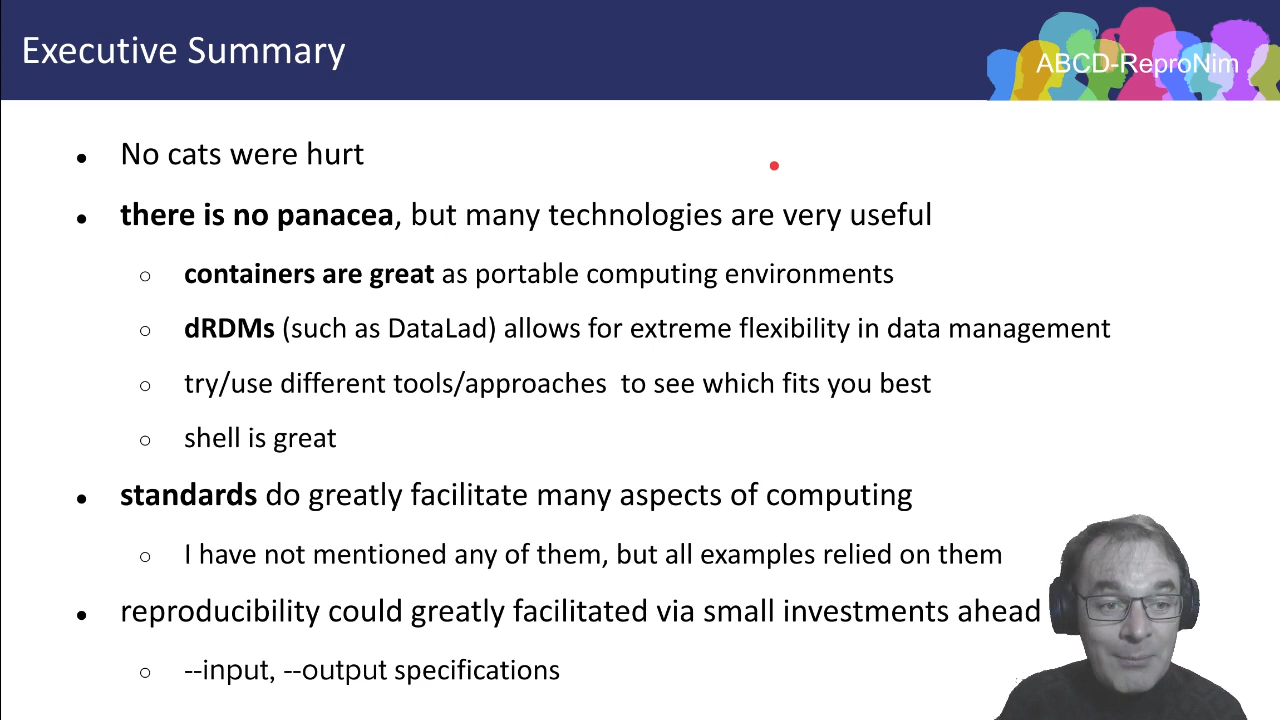 Executive Summary
ABCD-ReproNim
● No cats were hurt
● there is no panacea, but many technologies are very useful
○ containers are great as portable computing environments
○ dRDMs (such as DataLad) allows for extreme flexibility in data management
○ try/use different tools/approaches  to see which fits you best
○ shell is great
● standards do greatly facilitate many aspects of computing
○ I have not mentioned any of them, but all examples relied on them
● reproducibility could greatly facilitated via small investments ahead
○ --input, --output specifications